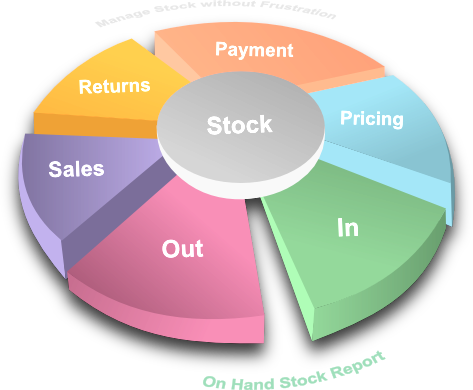 Manage Stock without Frustration
Payment
Returns
Pricing
Stock
Sales
In
Out
On Hand Stock Report